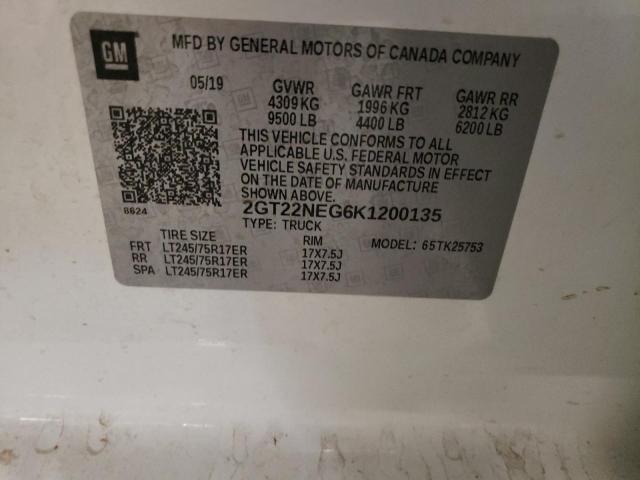 GM
MFD BY GENERAL MOTORS OF CANADA COMPANY
05/19 GVWR GAWR FRT GAWR RR
4309 KG 1996 KG 2812 KG
9500 LB 4400 LB 6200 LB
THIS VEHICLE CONFORMS TO ALL
APPLICABLE U.S. FEDERAL MOTOR
VEHICLE SAFETY STANDARDS IN EFFECT
ON THE DATE OF MANUFACTURE
SHOWN ABOVE.
8624
2GT22NEG6K1200135
TYPE: TRUCK
TIRE SIZE RIM MODEL: 65TK25753
FRT LT245/75R17ER 17X7.5J
RR LT245/75R17ER 17X7.5J
SPA LT245/75R17ER 17X7.5J